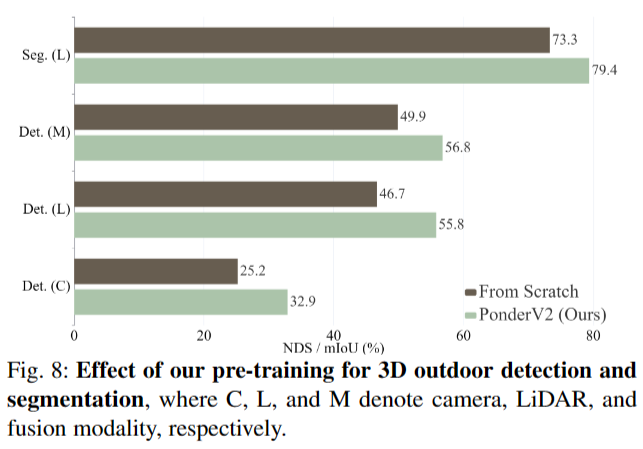 Seg. (L)
73.3
79.4
Det. (M)
49.9
56.8
Det. (L)
46.7
55.8
Det. (C)
25.2
32.9
From Scratch
PonderV2 (Ours)
0 20 40 60 80
NDS / mIoU (%)
Fig. 8: Effect of our pre-training for 3D outdoor detection and
segmentation, where C, L, and M denote camera, LiDAR, and
fusion modality, respectively.